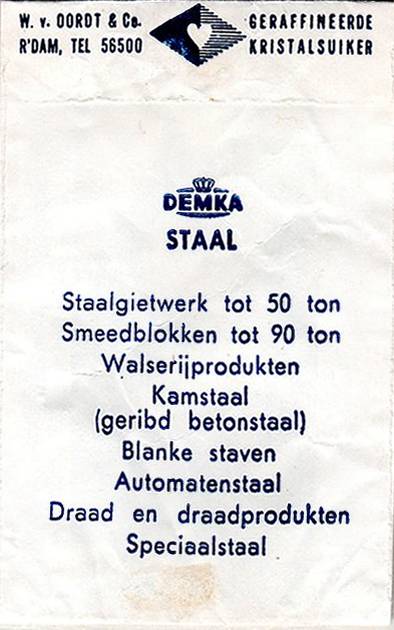 W. v. OORDT & Co.
R'DAM, TEL 56500
GERAFFINEERDE
KRISTALSUIKER
DEMKA
STAAL
Staalgietwerk tot 50 ton
Smeedblokken tot 90 ton
Walserijprodukten
Kamstaal
(geribd betonstaal)
Blanke staven
Automatenstaal
Draad en draadprodukten
Speciaalstaal